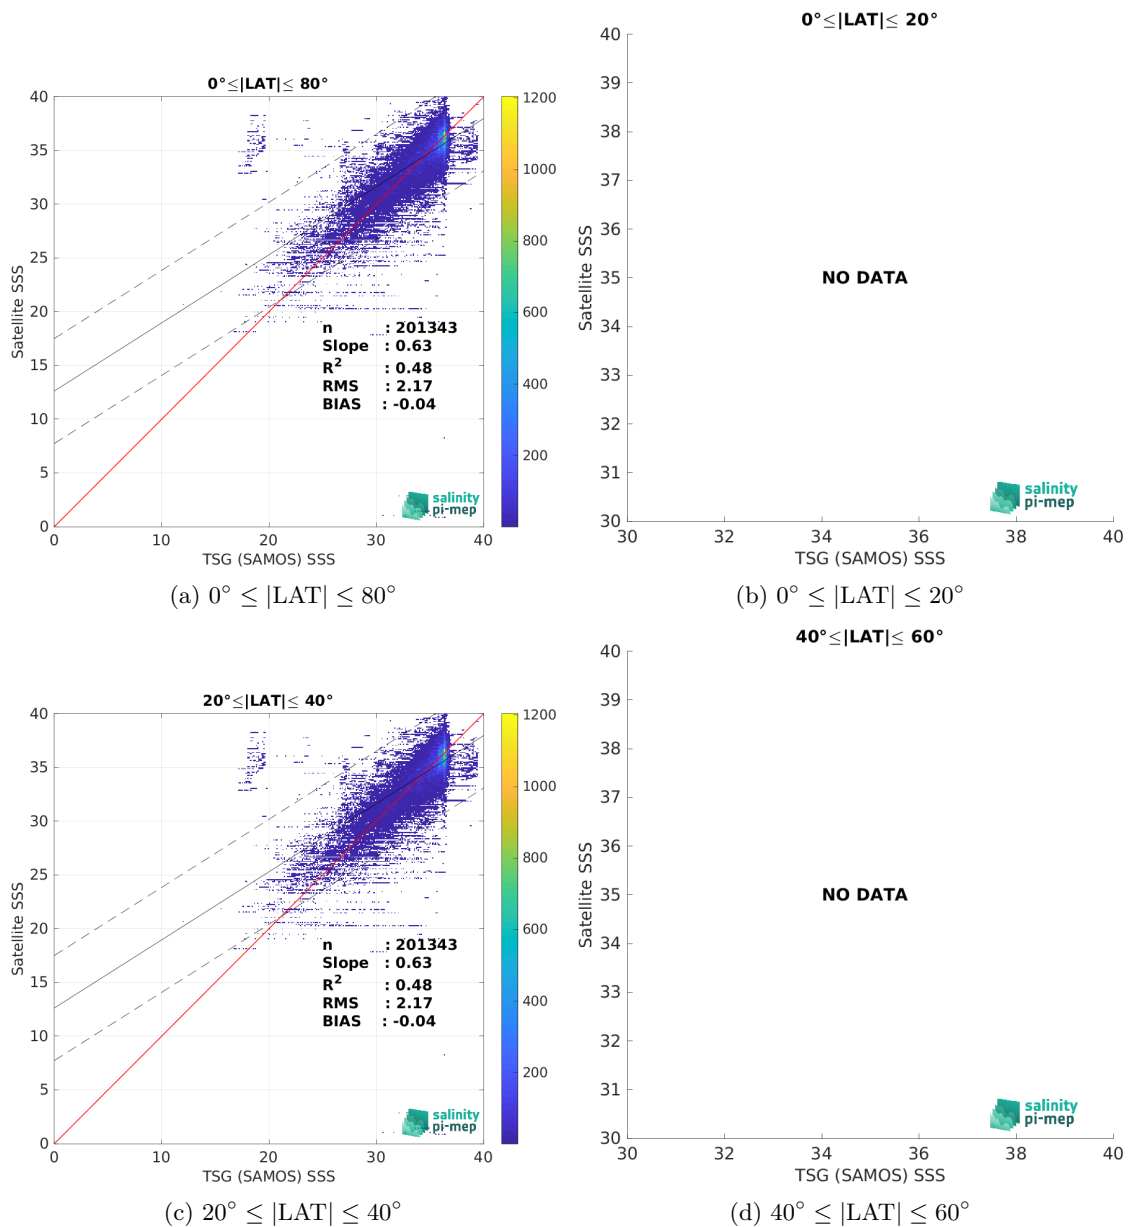 0°≤|LAT|≤ 80°
40
35
30
25
20
15
10
5
0
Satellite SSS
n : 201343
Slope : 0.63
R² : 0.48
RMS : 2.17
BIAS : -0.04
salinity
pi-mep
0 10 20 30 40
TSG (SAMOS) SSS
1200
1000
800
600
400
200
(a) 0° ≤ |LAT| ≤ 80°
0°≤|LAT|≤ 20°
40
39
38
37
36
35
34
33
32
31
30
Satellite SSS
NO DATA
salinity
pi-mep
30 32 34 36 38 40
TSG (SAMOS) SSS
(b) 0° ≤ |LAT| ≤ 20°
20°≤|LAT|≤ 40°
40
35
30
25
20
15
10
5
0
Satellite SSS
n : 201343
Slope : 0.63
R² : 0.48
RMS : 2.17
BIAS : -0.04
salinity
pi-mep
0 10 20 30 40
TSG (SAMOS) SSS
1200
1000
800
600
400
200
(c) 20° ≤ |LAT| ≤ 40°
40°≤|LAT|≤ 60°
40
39
38
37
36
35
34
33
32
31
30
Satellite SSS
NO DATA
salinity
pi-mep
30 32 34 36 38 40
TSG (SAMOS) SSS
(d) 40° ≤ |LAT| ≤ 60°